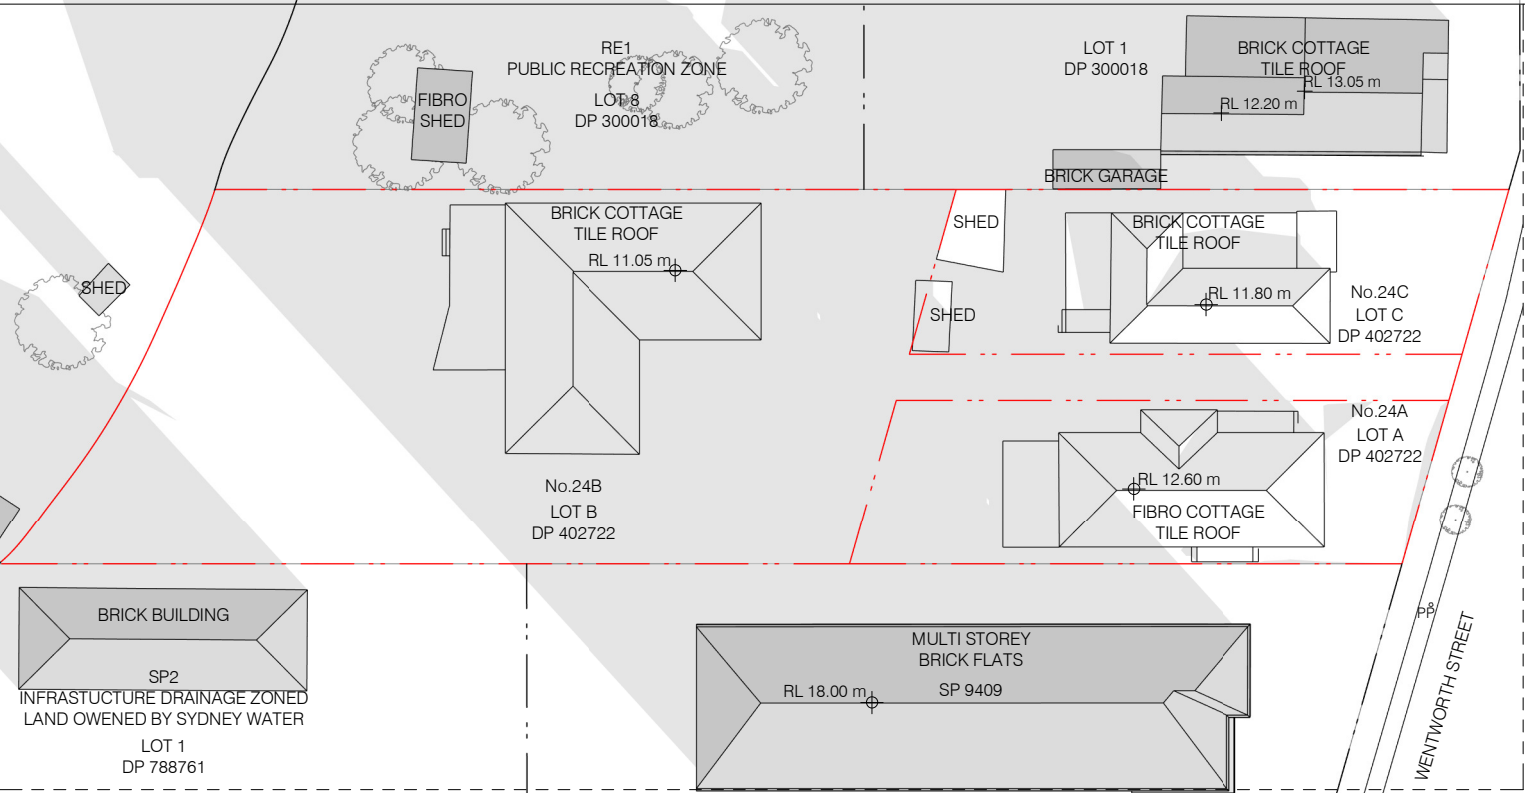 RE1
PUBLIC RECREATION ZONE
LOT 8
DP 300018
FIBRO
SHED
LOT 1
DP 300018
BRICK COTTAGE
TILE ROOF
RL 13.05 m
RL 12.20 m
BRICK GARAGE
BRICK COTTAGE
TILE ROOF
RL 11.05 m
SHED
SHED
BRICK COTTAGE
TILE ROOF
RL 11.80 m
No.24C
LOT C
DP 402722
SHED
No.24A
LOT A
DP 402722
RL 12.60 m
FIBRO COTTAGE
TILE ROOF
No.24B
LOT B
DP 402722
BRICK BUILDING
SP2
INFRASTUCTURE DRAINAGE ZONED
LAND OWENED BY SYDNEY WATER
LOT 1
DP 788761
MULTI STOREY
BRICK FLATS
SP 9409
RL 18.00 m
PP
WENTWORTH STREET